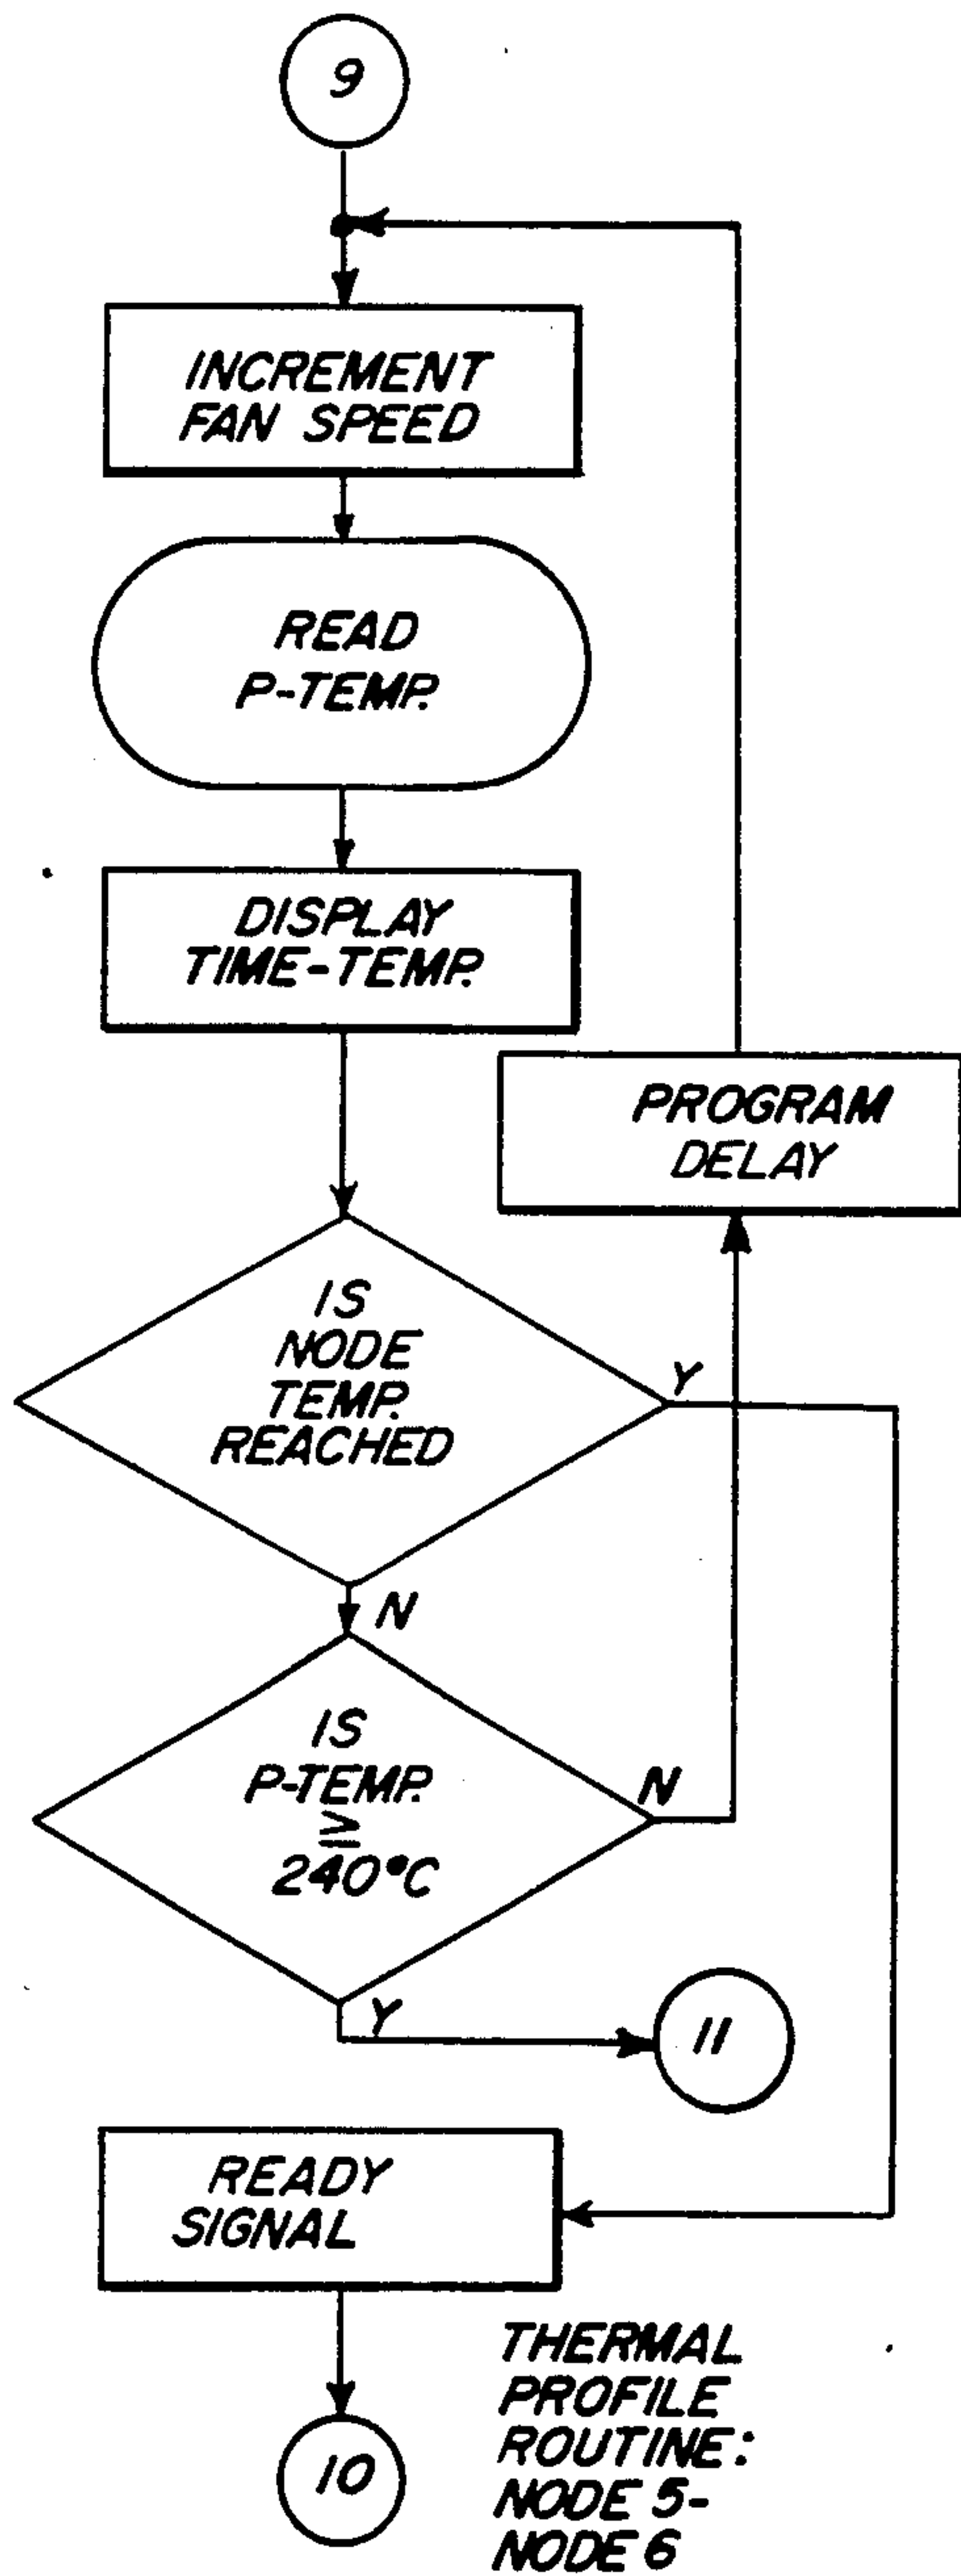 9
INCREMENT
FAN SPEED
READ
P-TEMP.
DISPLAY
TIME-TEMP.
PROGRAM
DELAY
IS
NODE
TEMP.
REACHED
Y
N
IS
P-TEMP.
≥
240°C
N
Y
11
READY
SIGNAL
10
THERMAL
PROFILE
ROUTINE:
NODE 5-
NODE 6